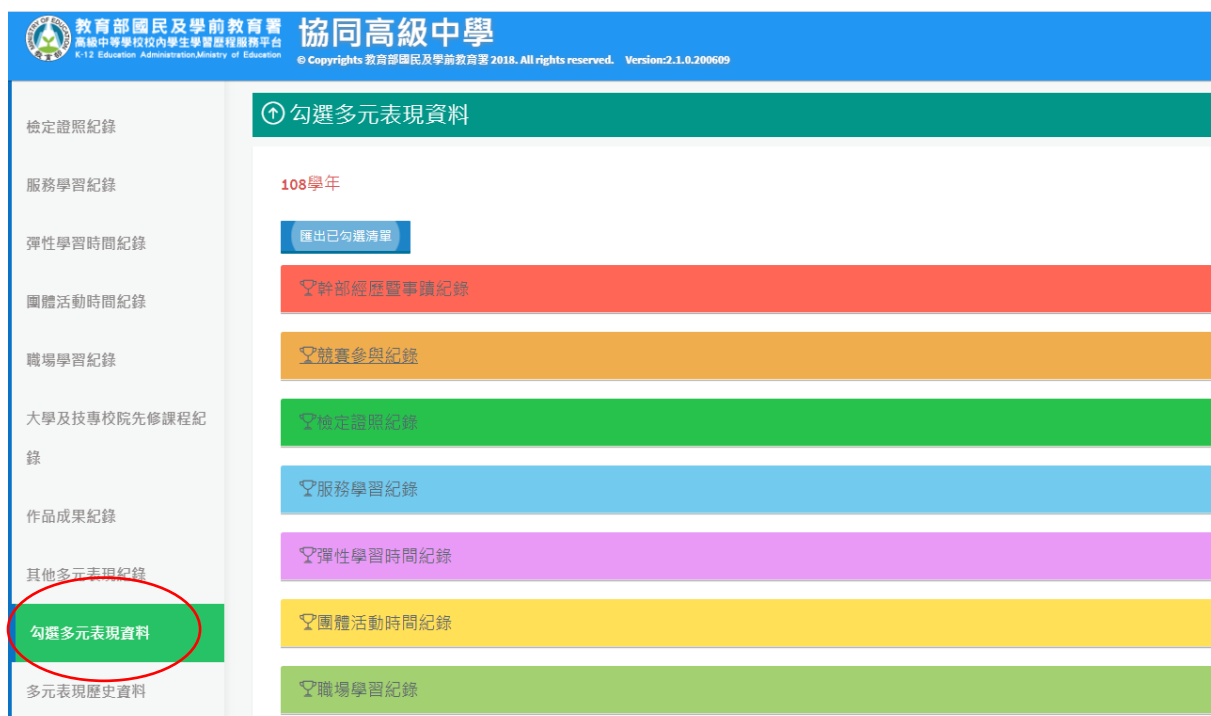 教育部國民及學前教育署
高級中等學校校內學生學習歷程服務平台
K-12 Education Administration,Ministry of Education
協同高級中學
© Copyrights 教育部國民及學前教育署 2018. All rights reserved. Version:2.1.0.200609
檢定證照紀錄
服務學習紀錄
彈性學習時間紀錄
團體活動時間紀錄
職場學習紀錄
大學及技專校院先修課程紀
錄
作品成果紀錄
其他多元表現紀錄
勾選多元表現資料
多元表現歷史資料
勾選多元表現資料
108學年
匯出已勾選清單
幹部經歷暨事蹟紀錄
競賽參與紀錄
檢定證照紀錄
服務學習紀錄
彈性學習時間紀錄
團體活動時間紀錄
職場學習紀錄